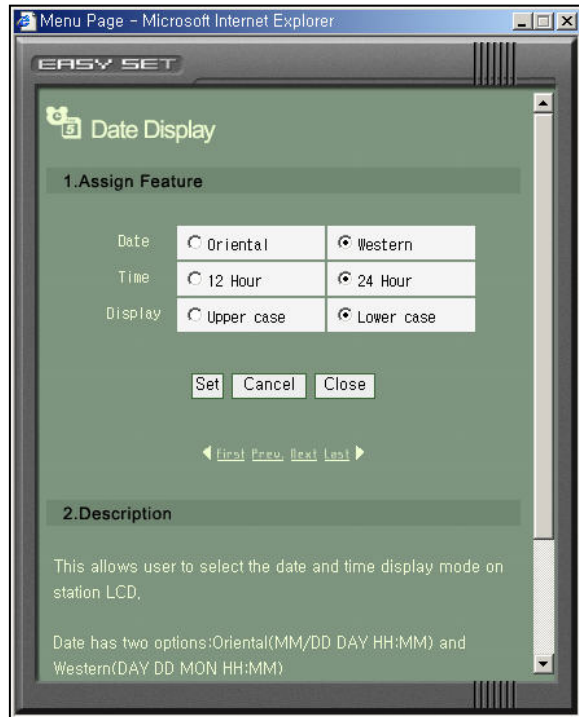 Menu Page - Microsoft Internet Explorer
EASY SET
Date Display
1.Assign Feature
Date Oriental Western
Time 12 Hour 24 Hour
Display Upper case Lower case
Set Cancel Close
First Prev. Next Last
2.Description
This allows user to select the date and time display mode on
station LCD,
Date has two options:Oriental(MM/DD DAY HH:MM) and
Western(DAY DD MON HH:MM)